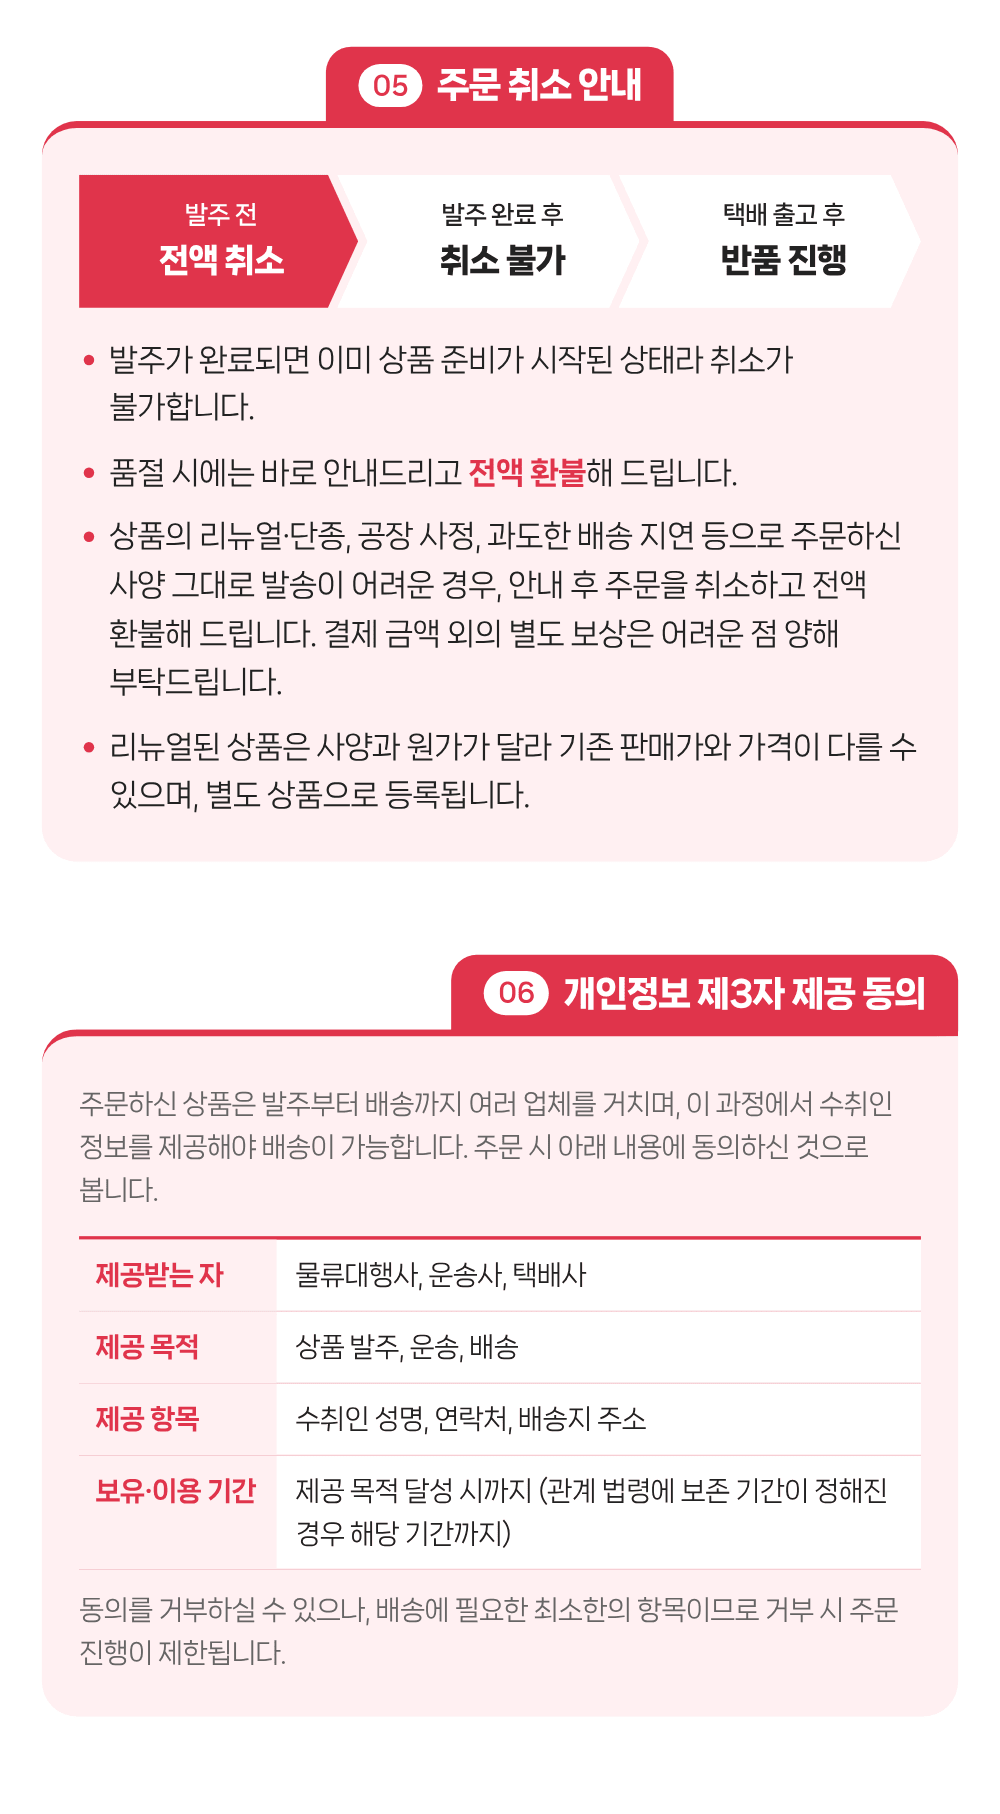 05 주문 취소 안내
발주 전
전액 취소
발주 완료 후
취소 불가
택배 출고 후
반품 진행
• 발주가 완료되면 이미 상품 준비가 시작된 상태라 취소가
불가합니다.
• 품절 시에는 바로 안내드리고 전액 환불해 드립니다.
• 상품의 리뉴얼·단종, 공장 사정, 과도한 배송 지연 등으로 주문하신
사양 그대로 발송이 어려운 경우, 안내 후 주문을 취소하고 전액
환불해 드립니다. 결제 금액 외의 별도 보상은 어려운 점 양해
부탁드립니다.
• 리뉴얼된 상품은 사양과 원가가 달라 기존 판매가와 가격이 다를 수
있으며, 별도 상품으로 등록됩니다.
06 개인정보 제3자 제공 동의
주문하신 상품은 발주부터 배송까지 여러 업체를 거치며, 이 과정에서 수취인
정보를 제공해야 배송이 가능합니다. 주문 시 아래 내용에 동의하신 것으로
봅니다.
제공받는 자 물류대행사, 운송사, 택배사
제공 목적 상품 발주, 운송, 배송
제공 항목 수취인 성명, 연락처, 배송지 주소
보유·이용 기간 제공 목적 달성 시까지 (관계 법령에 보존 기간이 정해진
경우 해당 기간까지)
동의를 거부하실 수 있으나, 배송에 필요한 최소한의 항목이므로 거부 시 주문
진행이 제한됩니다.